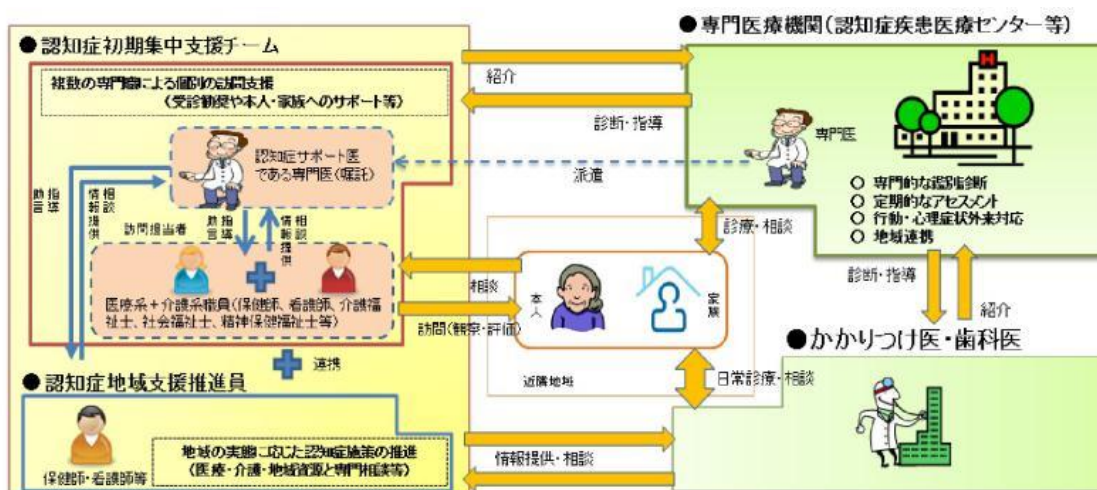 ●認知症初期集中支援チーム
複数の専門職による個別の訪問支援
(受診勧奨や本人・家族へのサポート等)
認知症サポート医
である専門医(嘱託)
指導
助言
相談
情報提供
訪問担当者
指導
助言
相談
情報提供
医療系+介護系職員(保健師、看護師、介護福
祉士、社会福祉士、精神保健福祉士等)
連携
●認知症地域支援推進員
保健師・看護師等
地域の実態に応じた認知症施策の推進
(医療・介護・地域資源と専門相談等)
紹介
診断・指導
派遣
相談
訪問(観察・評価)
本人
家族
近隣地域
診療・相談
日常診療・相談
情報提供・相談
●専門医療機関(認知症疾患医療センター等)
H
専門医
○ 専門的な鑑別診断
○ 定期的なアセスメント
○ 行動・心理症状外来対応
○ 地域連携
診断・指導
紹介
●かかりつけ医・歯科医